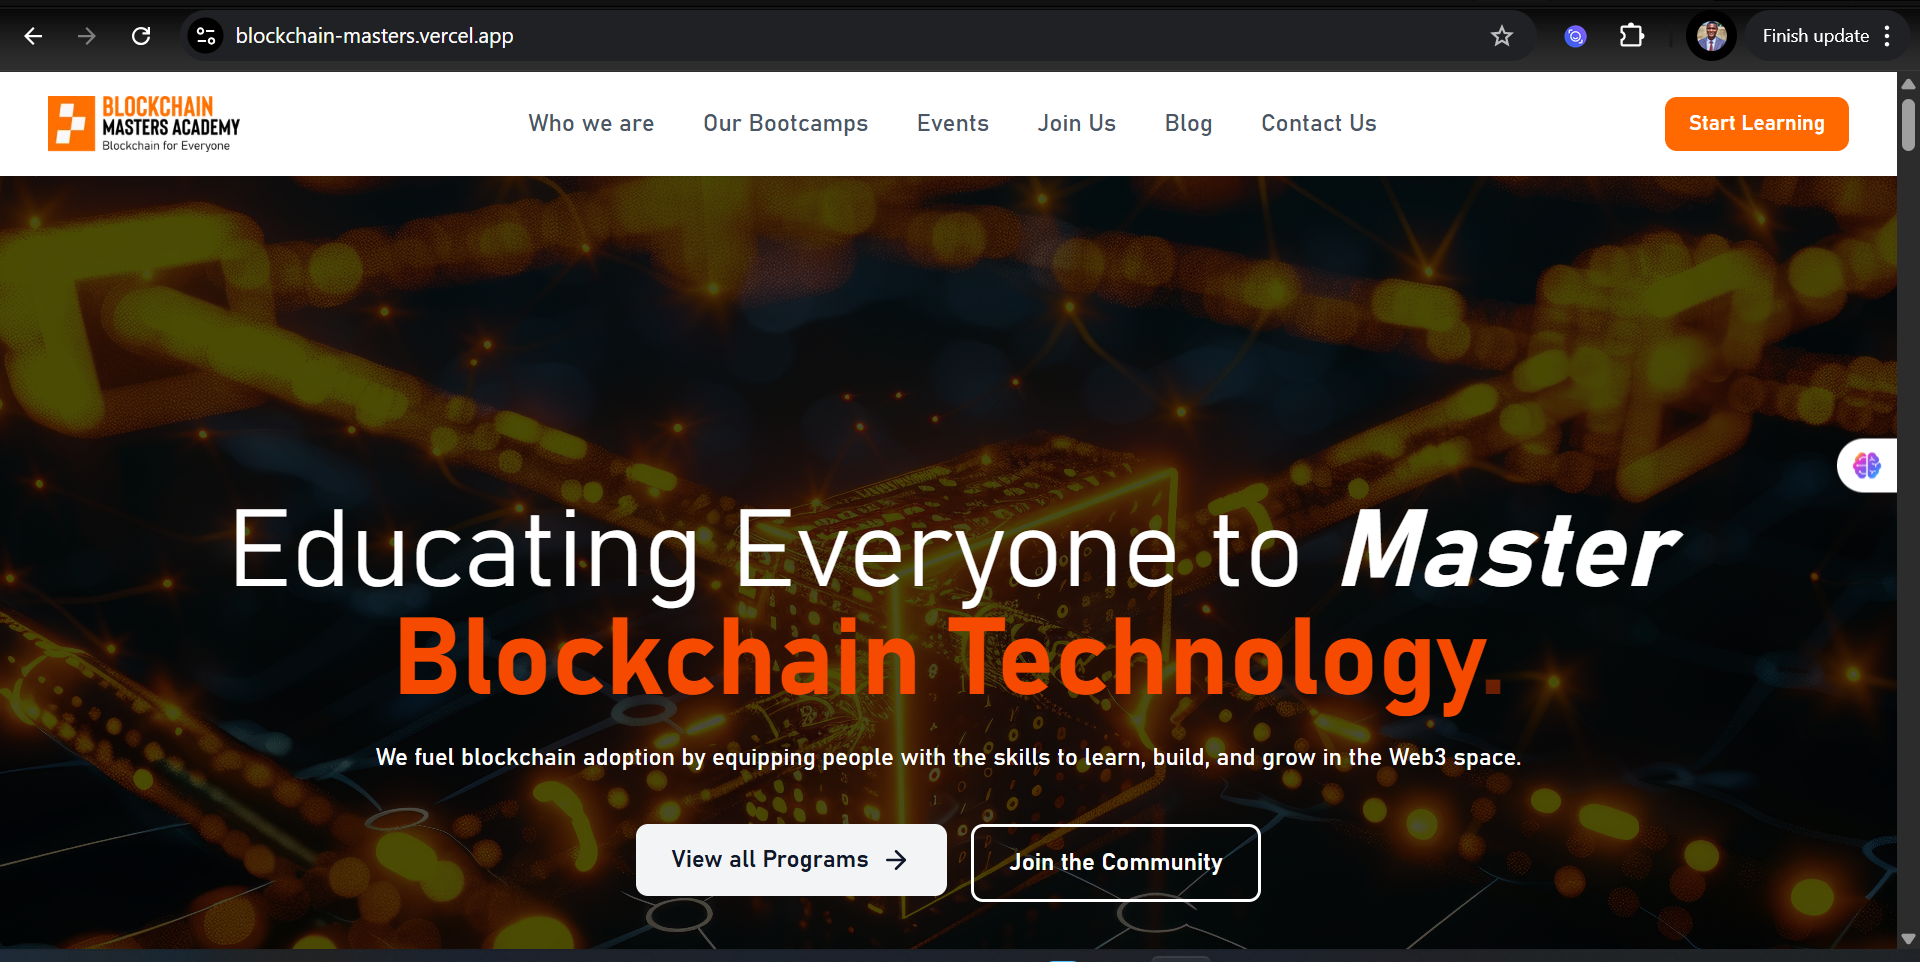 blockchain-masters.vercel.app
Finish update
BLOCKCHAIN
MASTERS ACADEMY
Blockchain for Everyone
Who we are
Our Bootcamps
Events
Join Us
Blog
Contact Us
Start Learning
Educating Everyone to Master
Blockchain Technology.
We fuel blockchain adoption by equipping people with the skills to learn, build, and grow in the Web3 space.
View all Programs →
Join the Community